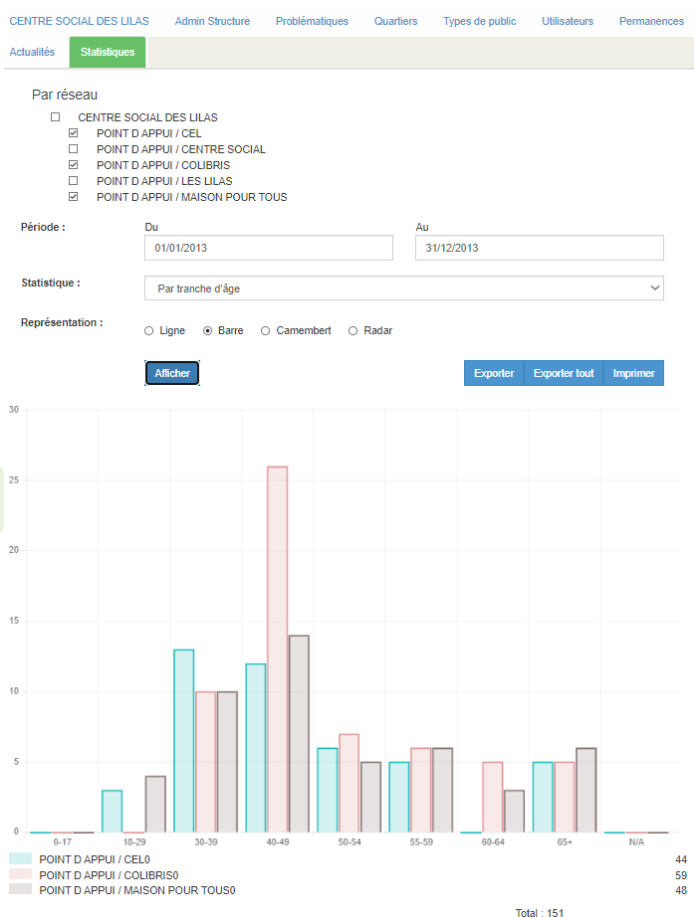 CENTRE SOCIAL DES LILAS Admin Structure Problématiques Quartiers Types de public Utilisateurs Permanences
Actualités Statistiques
Par réseau
CENTRE SOCIAL DES LILAS
POINT D APPUI / CEL
POINT D APPUI / CENTRE SOCIAL
POINT D APPUI / COLIBRIS
POINT D APPUI / LES LILAS
POINT D APPUI / MAISON POUR TOUS
Période : Du Au
01/01/2013 31/12/2013
Statistique : Par tranche d'âge
Représentation : Ligne Barre Camembert Radar
Afficher Exporter Exporter tout Imprimer
30
25
20
15
10
5
0
0-17 18-29 30-39 40-49 50-54 55-59 60-64 65+ N/A
POINT D APPUI / CEL0 44
POINT D APPUI / COLIBRIS0 59
POINT D APPUI / MAISON POUR TOUS0 48
Total : 151